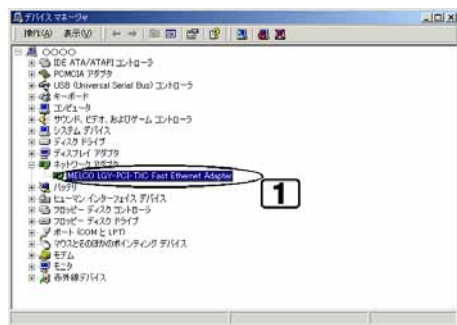 デバイス マネージャ
操作(A) 表示(V)
OOOO
IDE ATA/ATAPI コントローラ
PCMCIA アダプタ
USB (Universal Serial Bus) コントローラ
キーボード
コンピュータ
サウンド、ビデオ、およびゲーム コントローラ
システム デバイス
ディスク ドライブ
ディスプレイ アダプタ
ネットワーク アダプタ
MELCO LGY-PCI-TXC Fast Ethernet Adapter
1
バッテリ
ヒューマン インターフェイス デバイス
フロッピー ディスク コントローラ
フロッピー ディスク ドライブ
ポート (COM と LPT)
マウスとそのほかのポインティング デバイス
モデム
モニタ
赤外線デバイス